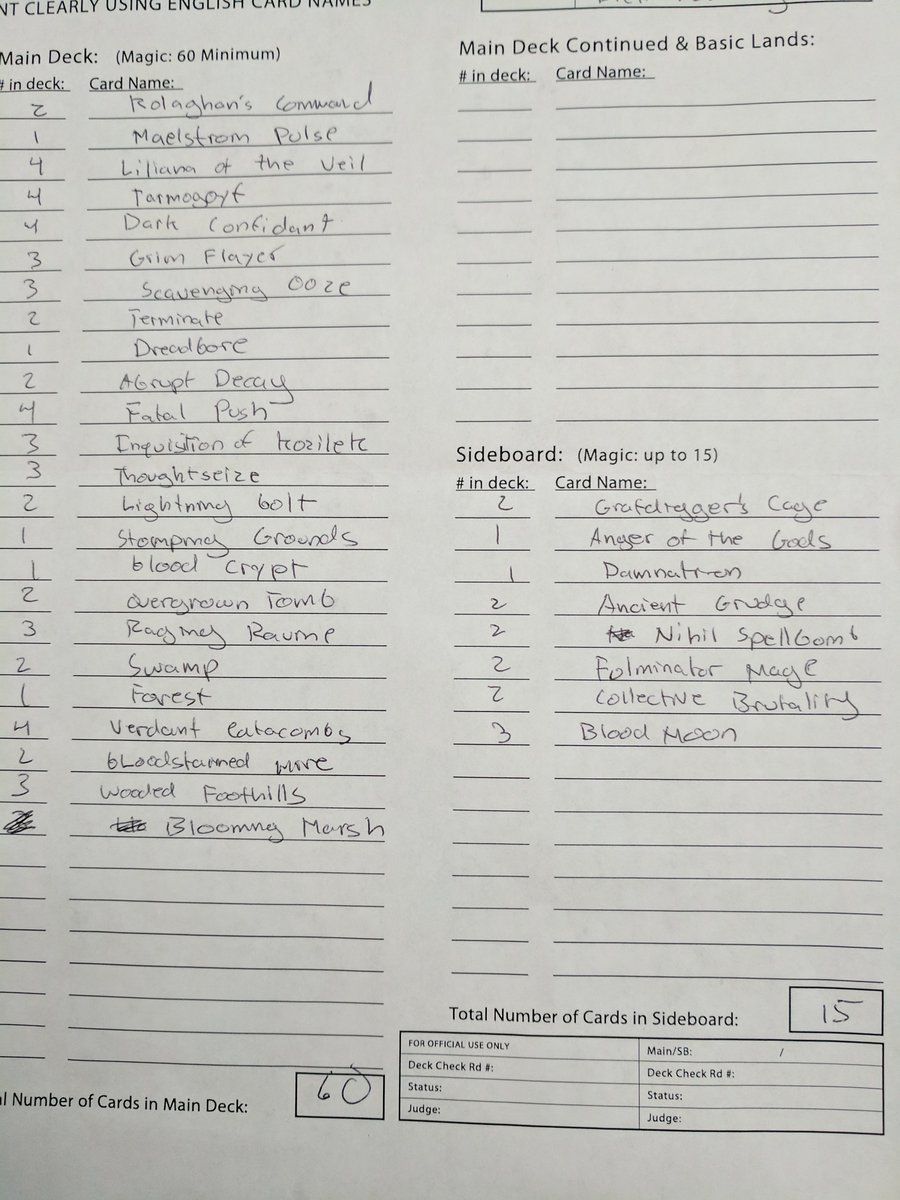 NT CLEARLY USING ENGLISH CARD NAMES
Main Deck: (Magic: 60 Minimum)
# in deck: Card Name:
2 Kolaghan's Command
1 Maelstrom Pulse
4 Liliana of the Veil
4 Tarmogoyf
4 Dark Confidant
3 Grim Flayer
3 Scavenging Ooze
2 Terminate
1 Dreadbore
2 Abrupt Decay
4 Fatal Push
3 Inquisition of Kozilek
3 Thoughtseize
2 Lightning bolt
1 Stomping Grounds
1 blood Crypt
2 overgrown Tomb
3 Raging Ravine
2 Swamp
1 Forest
4 Verdant Catacombs
2 bLoodstained mire
3 Wooded Foothills
Blooming Marsh
l Number of Cards in Main Deck: 60
Main Deck Continued & Basic Lands:
# in deck: Card Name:
Sideboard: (Magic: up to 15)
# in deck: Card Name:
2 Grafdigger's Cage
1 Anger of the Gods
1 Damnation
2 Ancient Grudge
2 Nihil Spellbomb
2 Fulminator Mage
2 Collective Brutality
3 Blood Moon
Total Number of Cards in Sideboard: 15
FOR OFFICIAL USE ONLY
Main/SB: /
Deck Check Rd #:
Deck Check Rd #:
Status:
Status:
Judge:
Judge: